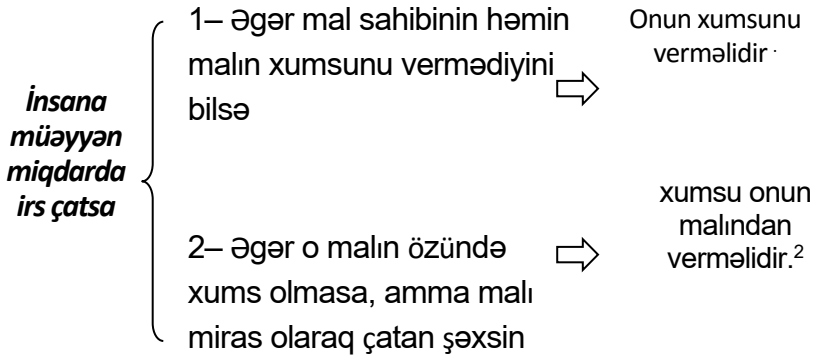 İnsana
müəyyən
miqdarda
irs çatsa
1– Əgər mal sahibinin həmin
malın xumsunu vermədiyini
bilsə
Onun xumsunu
verməlidir .
2– Əgər o malın özündə
xums olmasa, amma malı
miras olaraq çatan şəxsin
xumsu onun
malından
verməlidir.²